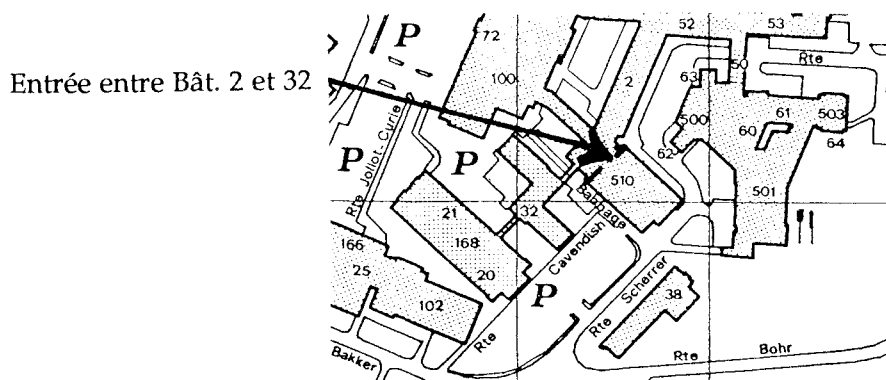 Entrée entre Bât. 2 et 32
P
72
100
52
53
50
Rte
2
63
500
61
503
60
64
62
Rte Joliot-Curie
P
P
510
501
Babbage
21
32
168
Cavendish
166
25
20
P
Rte Scherrer
38
102
Rte
Bakker
Rte Bohr